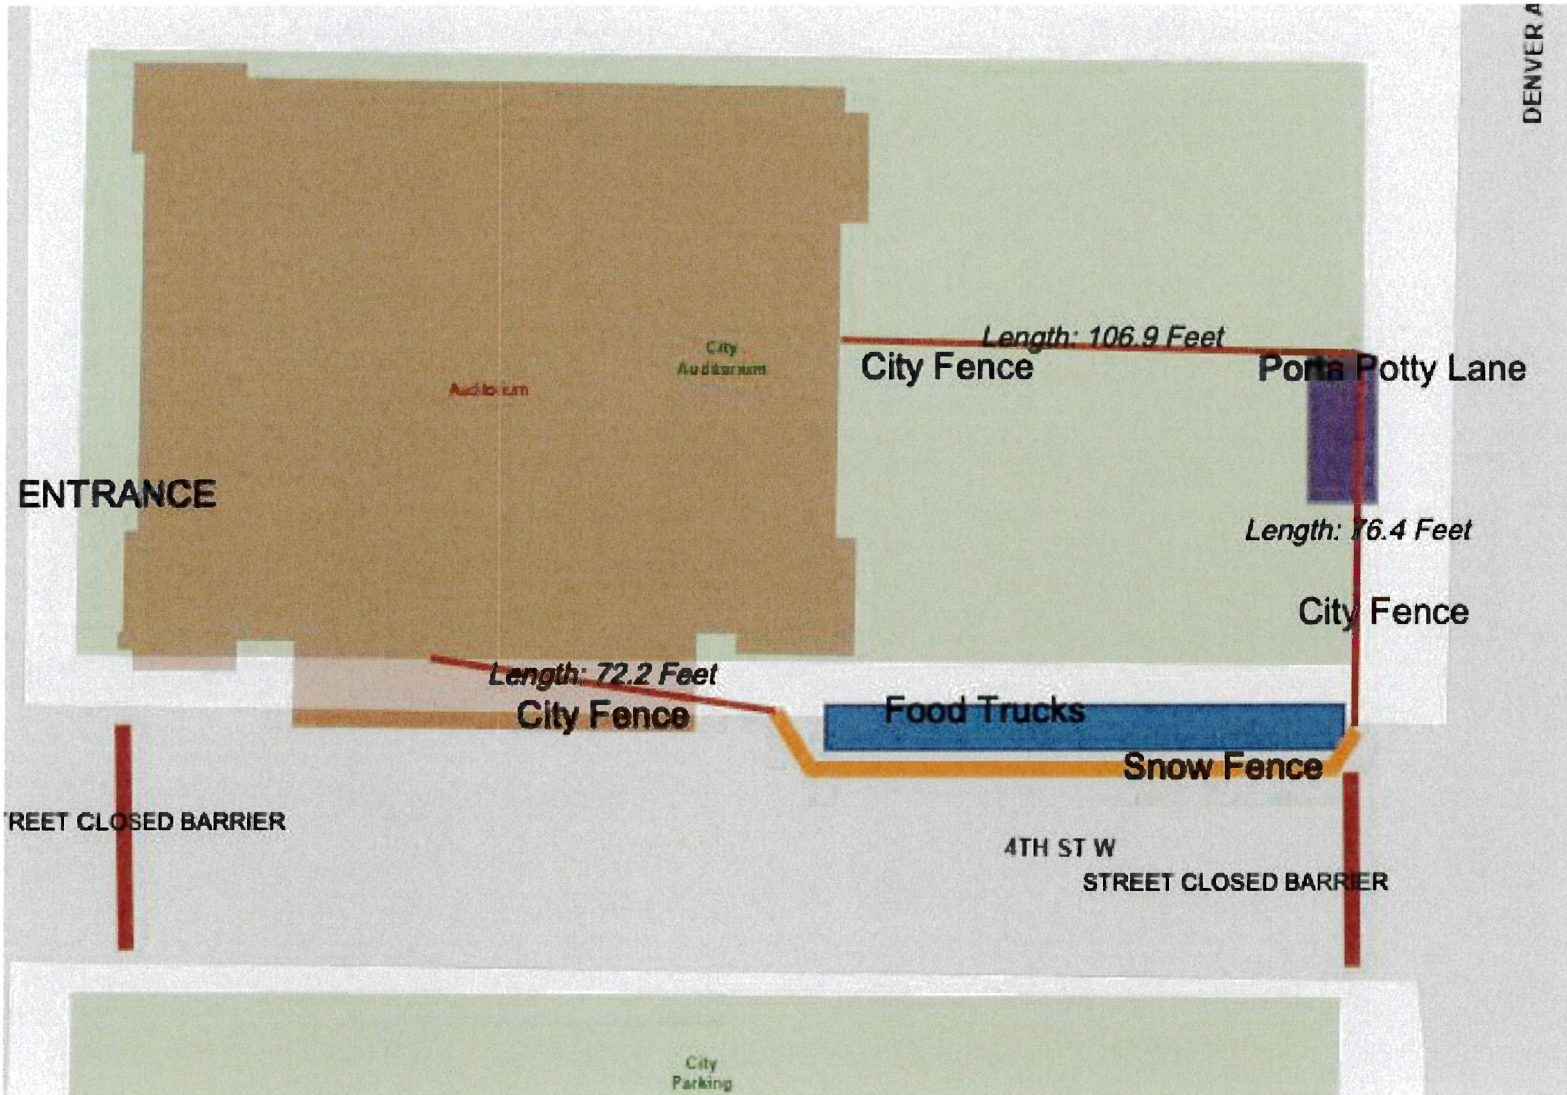 DENVER A
Length: 106.9 Feet
City
Auditorium
City Fence
Porta Potty Lane
Auditorium
ENTRANCE
Length: 76.4 Feet
City Fence
Length: 72.2 Feet
City Fence
Food Trucks
Snow Fence
TREET CLOSED BARRIER
4TH ST W
STREET CLOSED BARRIER
City
Parking